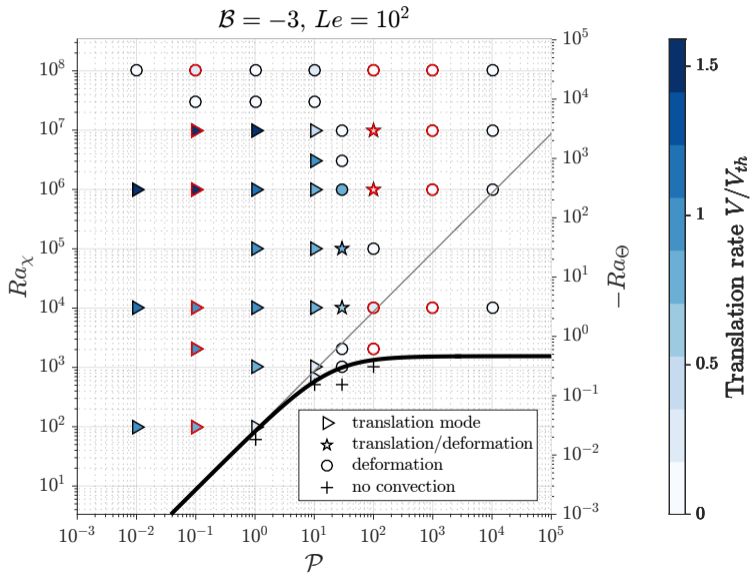 𝓑 = −3, Le = 10²
10⁸
10⁷
10⁶
10⁵
10⁴
10³
10²
10¹
Ra_χ
10⁵
10⁴
10³
10²
10¹
10⁰
10⁻¹
10⁻²
10⁻³
−Ra_Θ
translation mode
translation/deformation
deformation
no convection
10⁻³ 10⁻² 10⁻¹ 10⁰ 10¹ 10² 10³ 10⁴ 10⁵
𝓟
1.5
1
0.5
0
Translation rate V/V_th